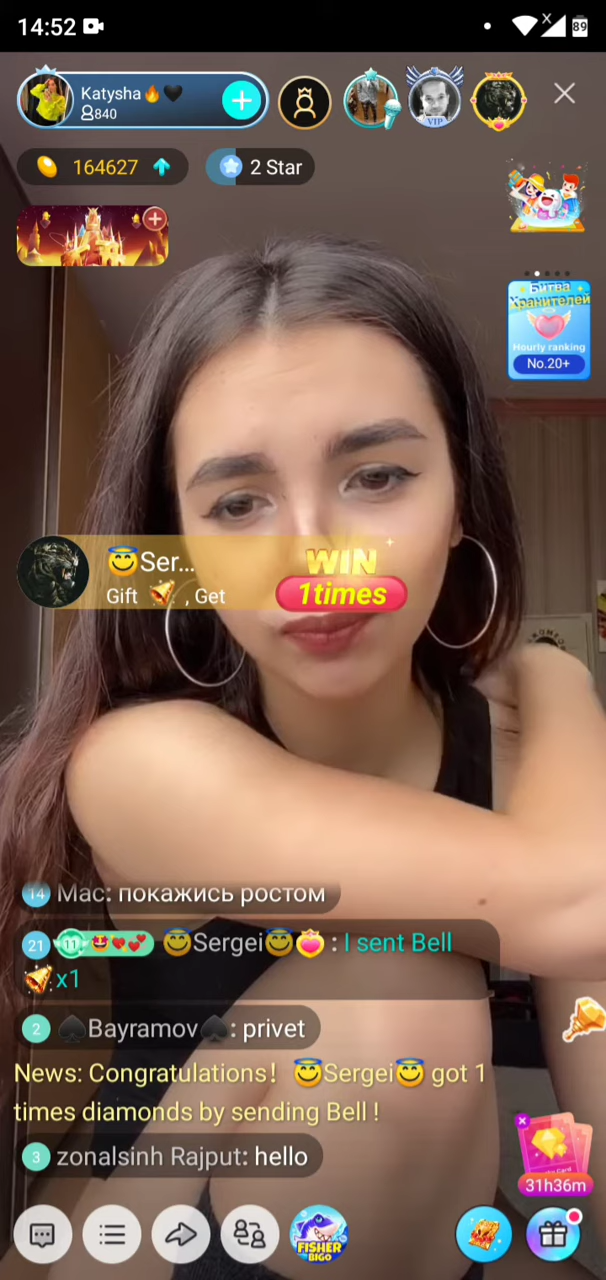 14:52
89
Katysha🔥🖤
840
VIP
164627
2 Star
Битва
Хранителей
Hourly ranking
No.20+
😇Ser...
WIN
Gift , Get
1times
14 Mac: покажись ростом
21 11 😇Sergei😇 : I sent Bell
x1
2 ♠Bayramov♠: privet
News: Congratulations! 😇Sergei😇 got 1
times diamonds by sending Bell !
3 zonalsinh Rajput: hello
31h36m
FISHER
BIGO